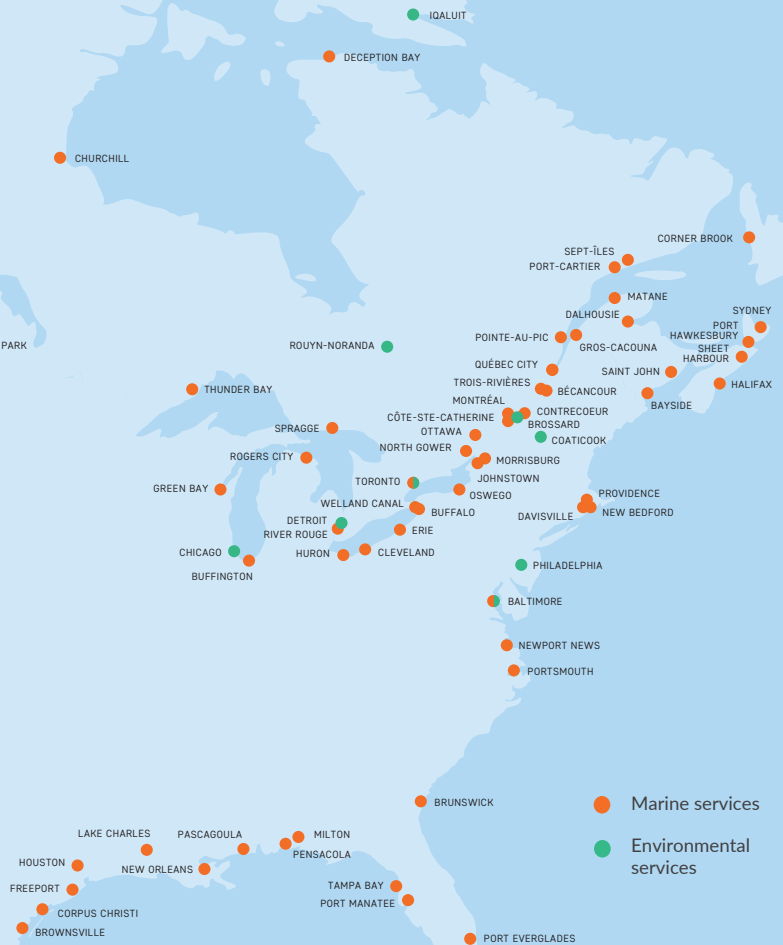 IQALUIT
DECEPTION BAY
CHURCHILL
CORNER BROOK
SEPT-ÎLES
PORT-CARTIER
MATANE
SYDNEY
DALHOUSIE
PORT
HAWKESBURY
POINTE-AU-PIC
PARK
ROUYN-NORANDA
GROS-CACOUNA
SHEET
HARBOUR
QUÉBEC CITY
SAINT JOHN
TROIS-RIVIÈRES
HALIFAX
THUNDER BAY
BÉCANCOUR
MONTRÉAL
BAYSIDE
CONTRECOEUR
CÔTE-STE-CATHERINE
BROSSARD
SPRAGGE
OTTAWA
COATICOOK
NORTH GOWER
ROGERS CITY
MORRISBURG
JOHNSTOWN
TORONTO
GREEN BAY
OSWEGO
PROVIDENCE
WELLAND CANAL
BUFFALO
NEW BEDFORD
DAVISVILLE
DETROIT
RIVER ROUGE
ERIE
CHICAGO
HURON
CLEVELAND
PHILADELPHIA
BUFFINGTON
BALTIMORE
NEWPORT NEWS
PORTSMOUTH
BRUNSWICK
Marine services
Environmental
services
LAKE CHARLES
PASCAGOULA
MILTON
PENSACOLA
HOUSTON
NEW ORLEANS
FREEPORT
TAMPA BAY
PORT MANATEE
CORPUS CHRISTI
BROWNSVILLE
PORT EVERGLADES